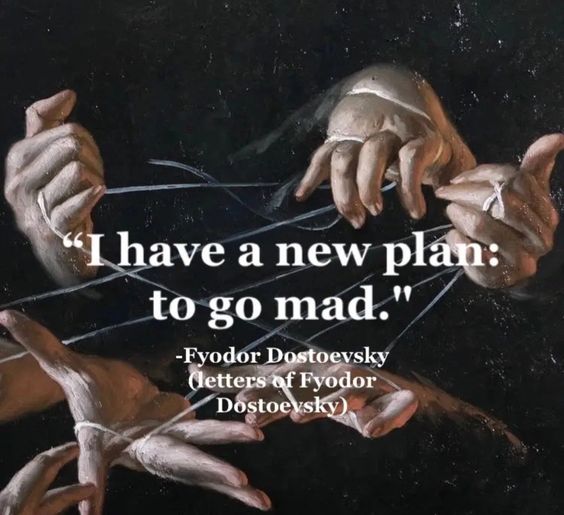 “I have a new plan:
to go mad."
-Fyodor Dostoevsky
(letters of Fyodor
Dostoevsky)